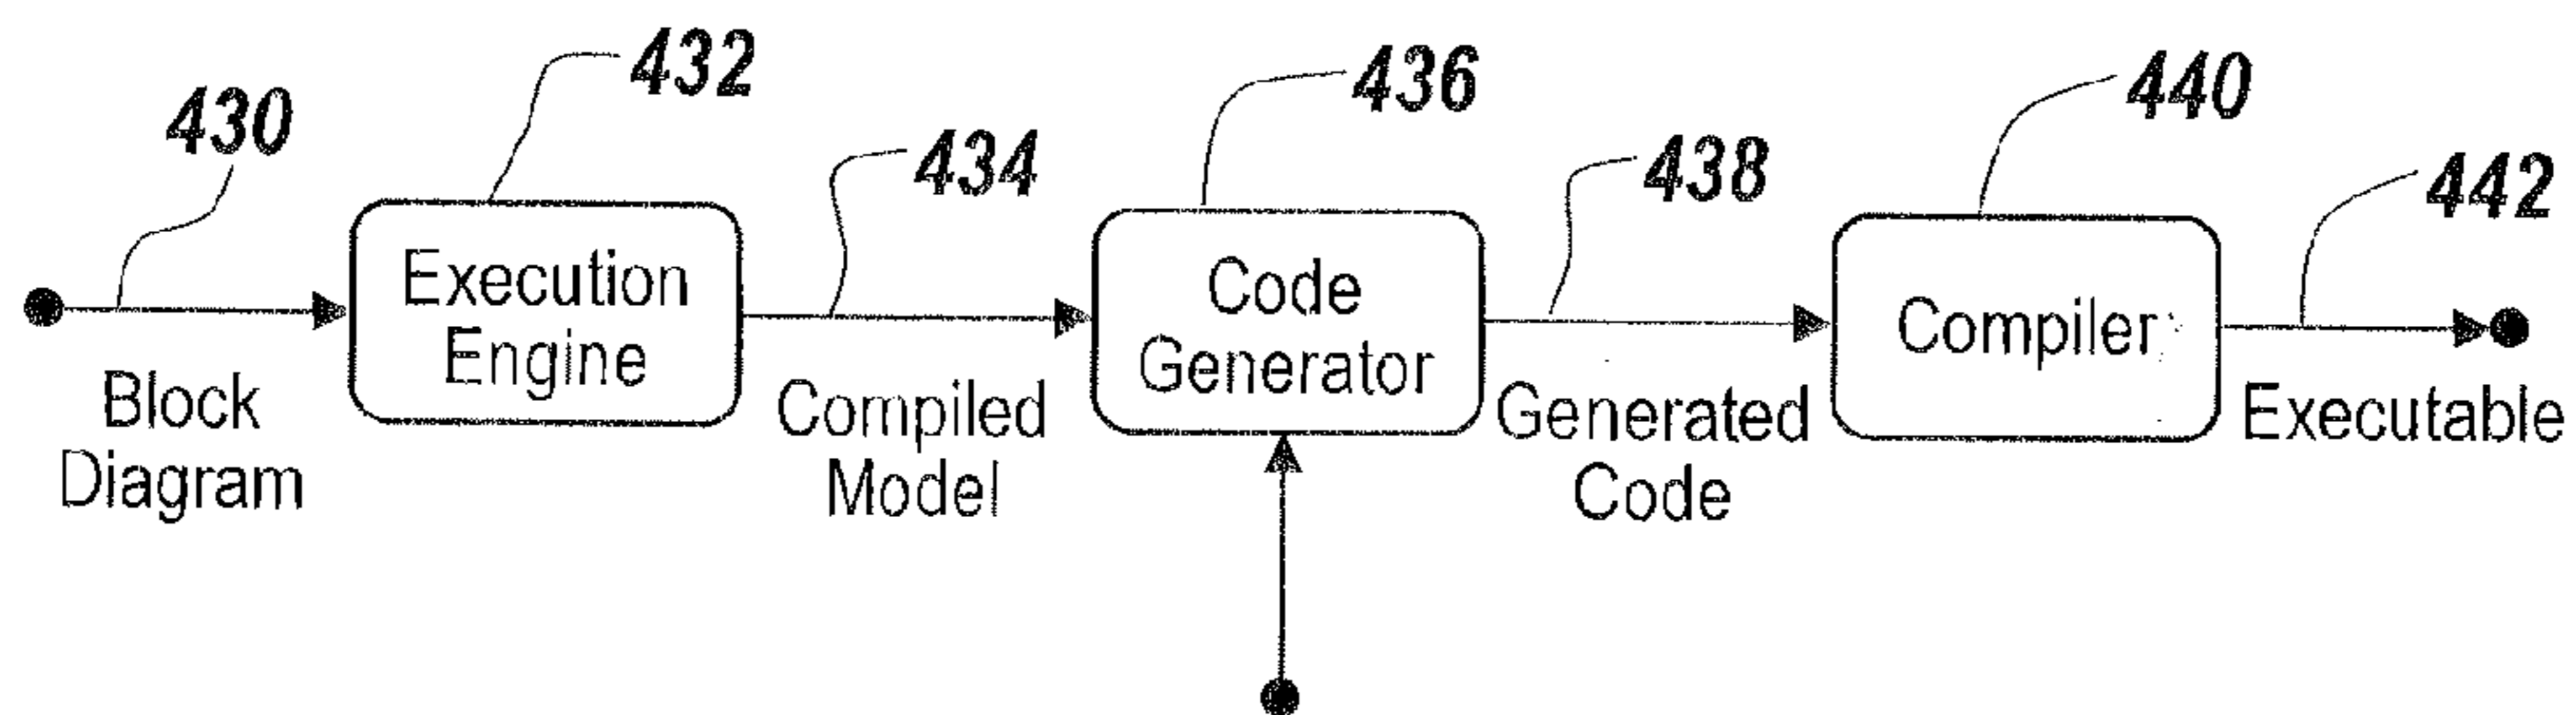 430
432
434
436
438
440
442
Execution
Engine
Code
Generator
Compiler
Block
Diagram
Compiled
Model
Generated
Code
Executable